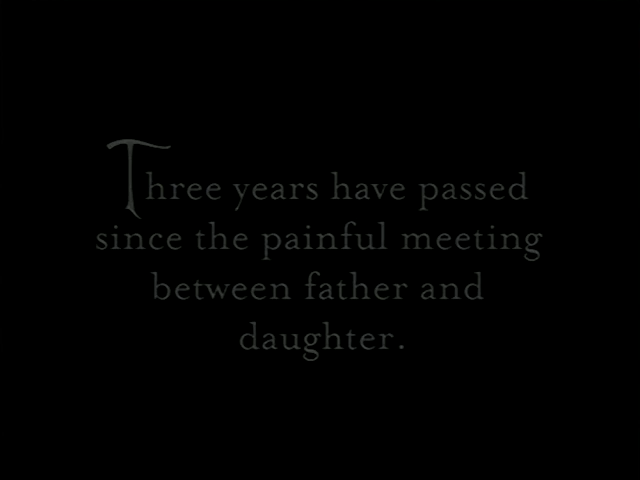 Three years have passed
since the painful meeting
between father and
daughter.